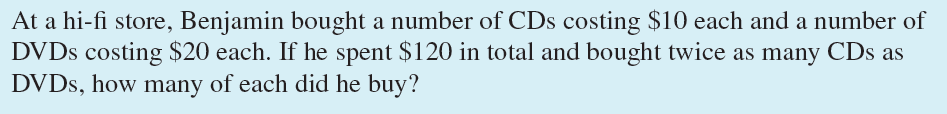 At a hi-fi store, Benjamin bought a number of CDs costing $10 each and a number of
DVDs costing $20 each. If he spent $120 in total and bought twice as many CDs as
DVDs, how many of each did he buy?